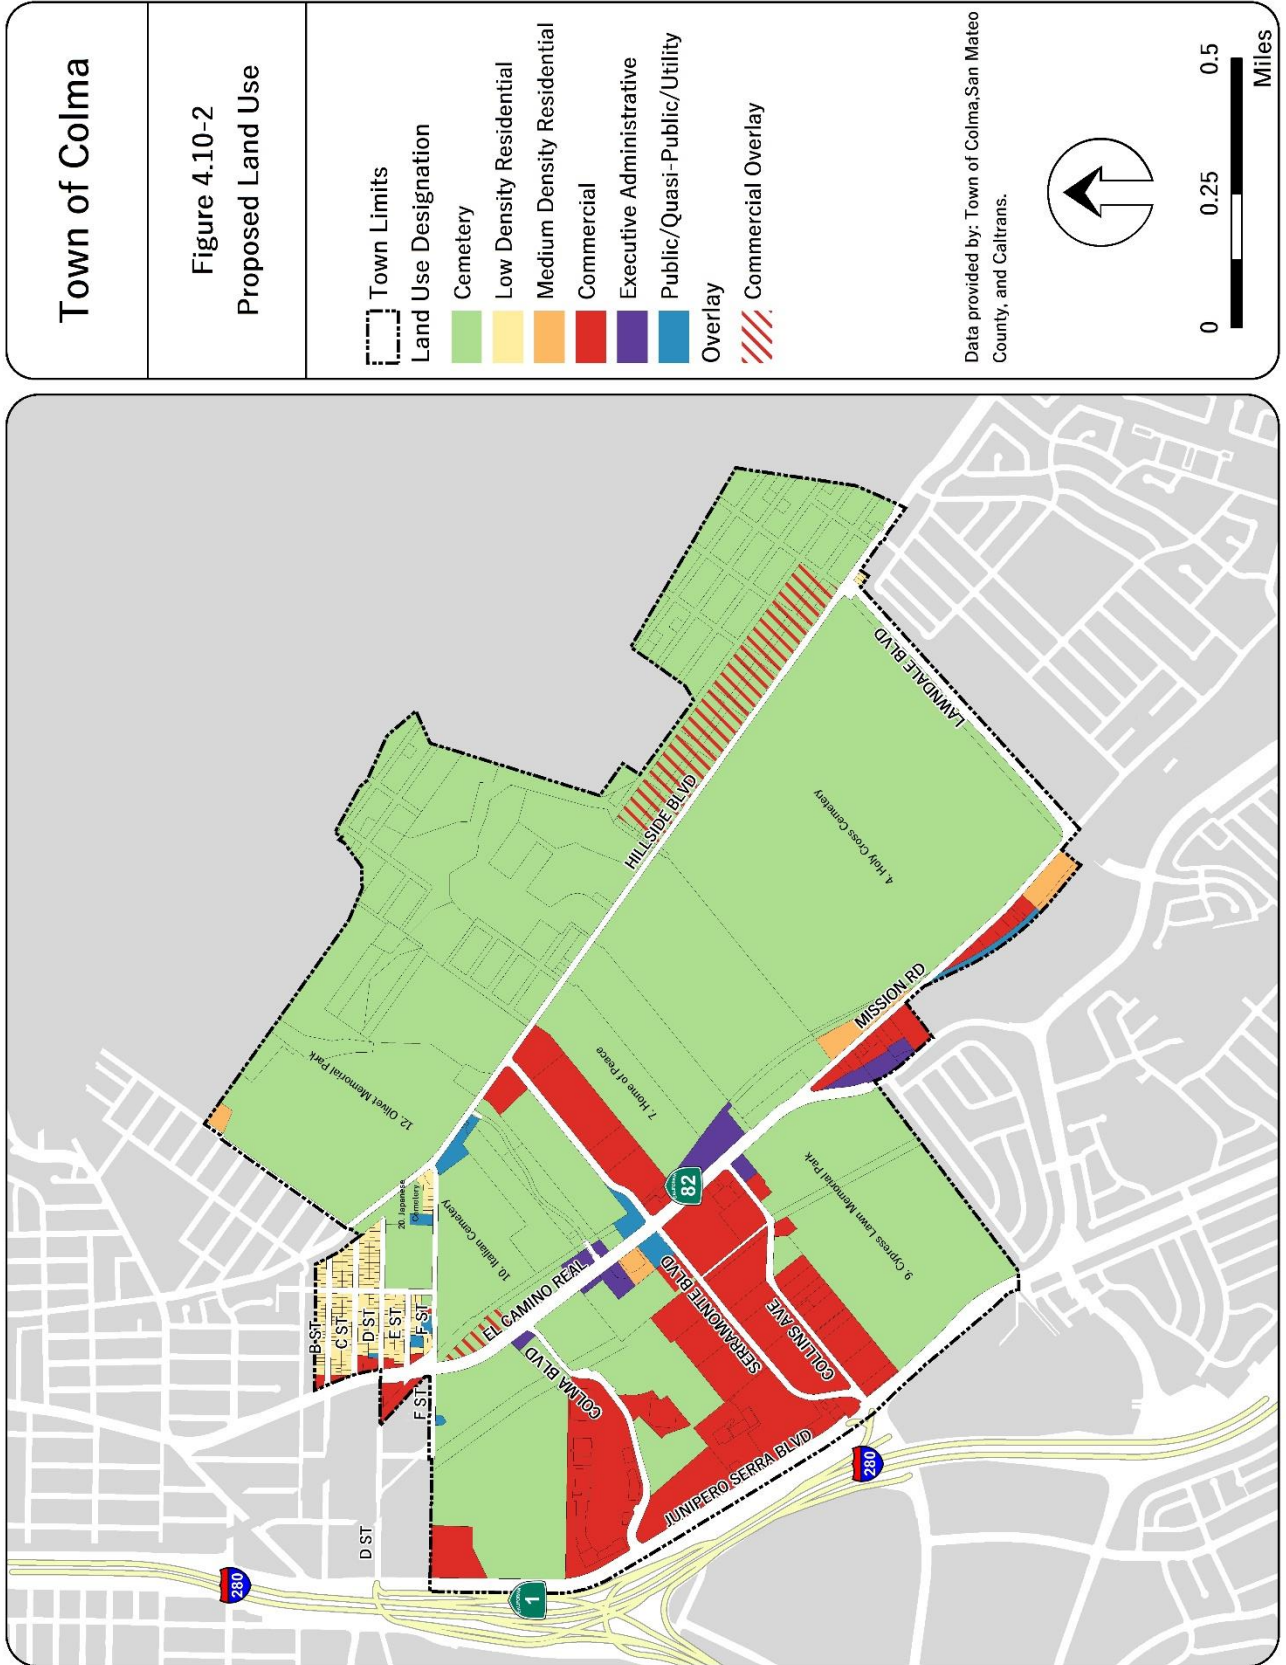 Town of Colma
Figure 4.10-2
Proposed Land Use
Town Limits
Land Use Designation
Cemetery
Low Density Residential
Medium Density Residential
Commercial
Executive Administrative
Public/Quasi-Public/Utility
Overlay
Commercial Overlay
Data provided by: Town of Colma,San Mateo
County, and Caltrans.
0
0.25
0.5
Miles
280
1
D ST
B ST
C ST
D ST
E ST
F ST
F ST
20. Japanese
Cemetery
12. Olivet Memorial Park
10. Italian Cemetery
EL CAMINO REAL
COLMA BLVD
SERRAMONTE BLVD
COLLINS AVE
JUNIPERO SERRA BLVD
280
CALIFORNIA
82
7. Home of Peace
HILLSIDE BLVD
4. Holy Cross Cemetery
LAWNDALE BLVD
MISSION RD
9. Cypress Lawn Memorial Park